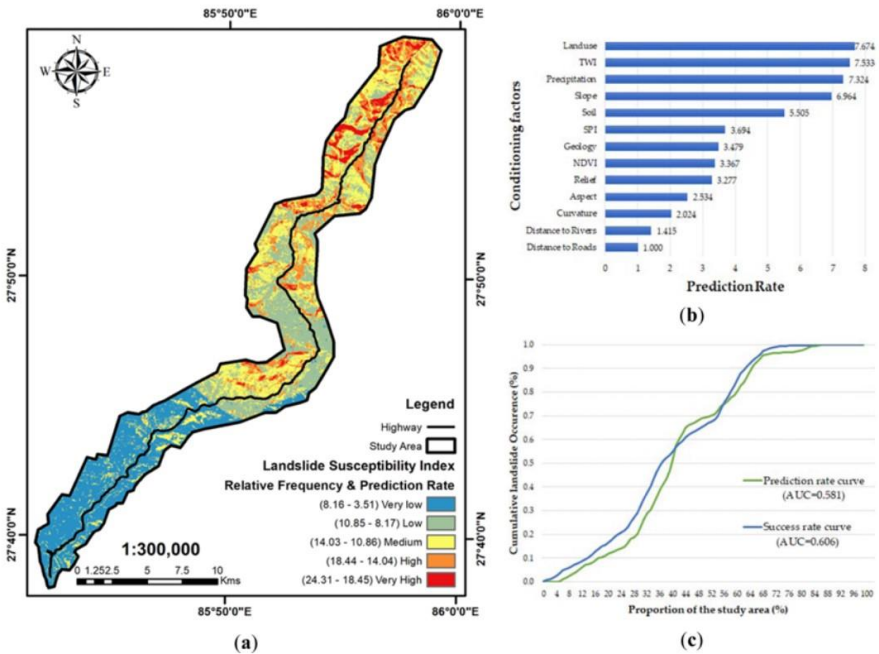 (a)
85°50'0"E
86°0'0"E
N
W
E
S
27°50'0"N
27°50'0"N
27°40'0"N
27°40'0"N
Legend
Highway
Study Area
Landslide Susceptibility Index
Relative Frequency & Prediction Rate
(8.16 - 3.51) Very low
(10.85 - 8.17) Low
(14.03 - 10.86) Medium
(18.44 - 14.04) High
(24.31 - 18.45) Very High
1:300,000
0 1.252.5 5 7.5 10
Kms
85°50'0"E
86°0'0"E
(a)
Conditioning factors
Landuse 7.674
TWI 7.533
Precipitation 7.324
Slope 6.964
Soil 5.505
SPI 3.694
Geology 3.479
NDVI 3.367
Relief 3.277
Aspect 2.534
Curvature 2.024
Distance to Rivers 1.415
Distance to Roads 1.000
0 1 2 3 4 5 6 7 8
Prediction Rate
(b)
Cumulative landslide Occurence (%)
1.0
0.9
0.8
0.7
0.6
0.5
0.4
0.3
0.2
0.1
0.0
Prediction rate curve
(AUC=0.581)
Success rate curve
(AUC=0.606)
0 4 8 12 16 20 24 28 32 36 40 44 48 52 56 60 64 68 72 76 80 84 88 92 96 100
Proportion of the study area (%)
(c)